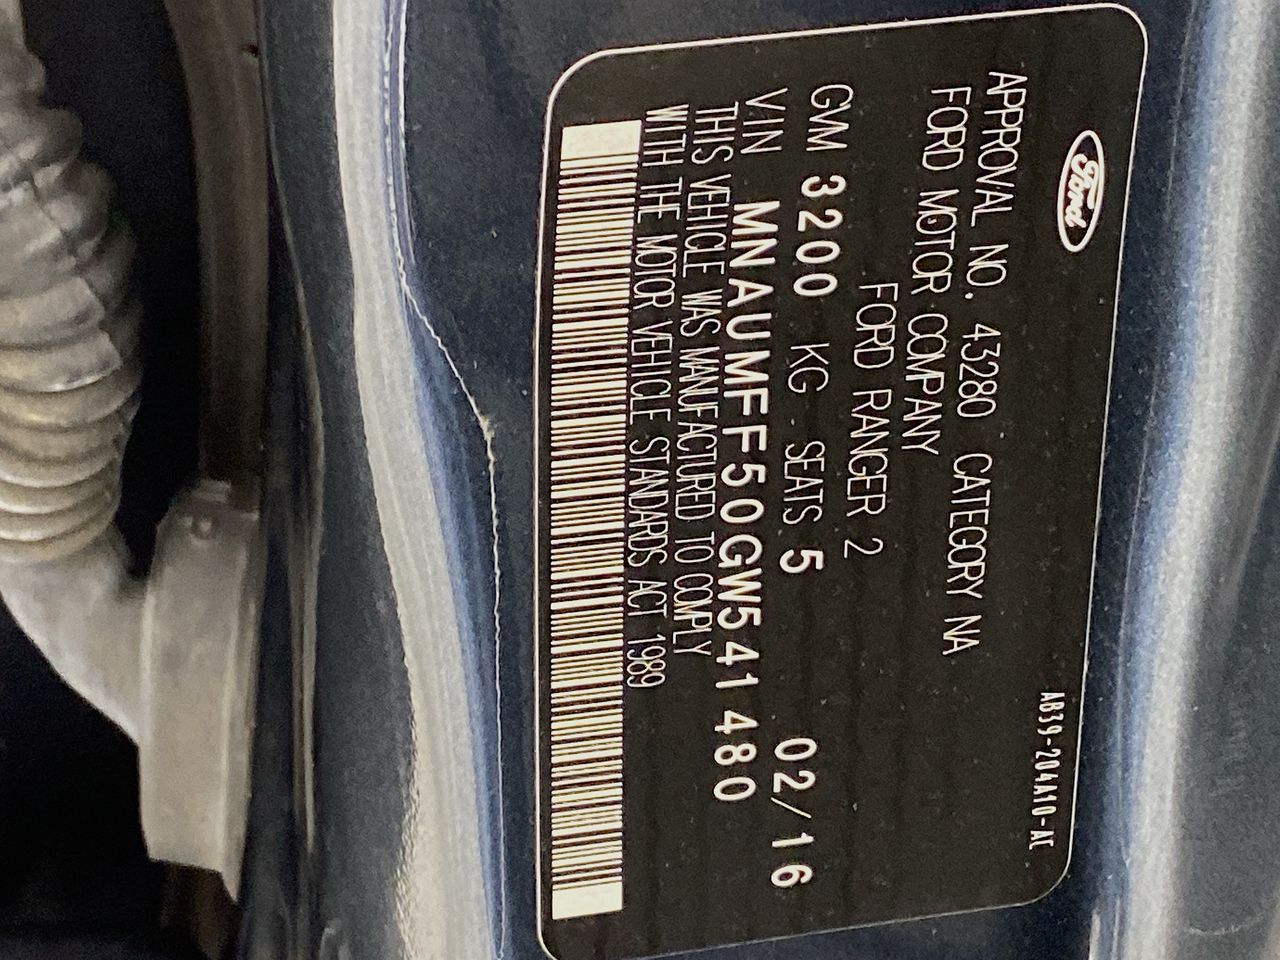 Ford
AB39-204A10-AE
APPROVAL NO. 43280 CATEGORY NA
FORD MOTOR COMPANY
FORD RANGER 2
GVM 3200 KG SEATS 5 02/16
VIN MNAUMFF50GW541480
THIS VEHICLE WAS MANUFACTURED TO COMPLY
WITH THE MOTOR VEHICLE STANDARDS ACT 1989